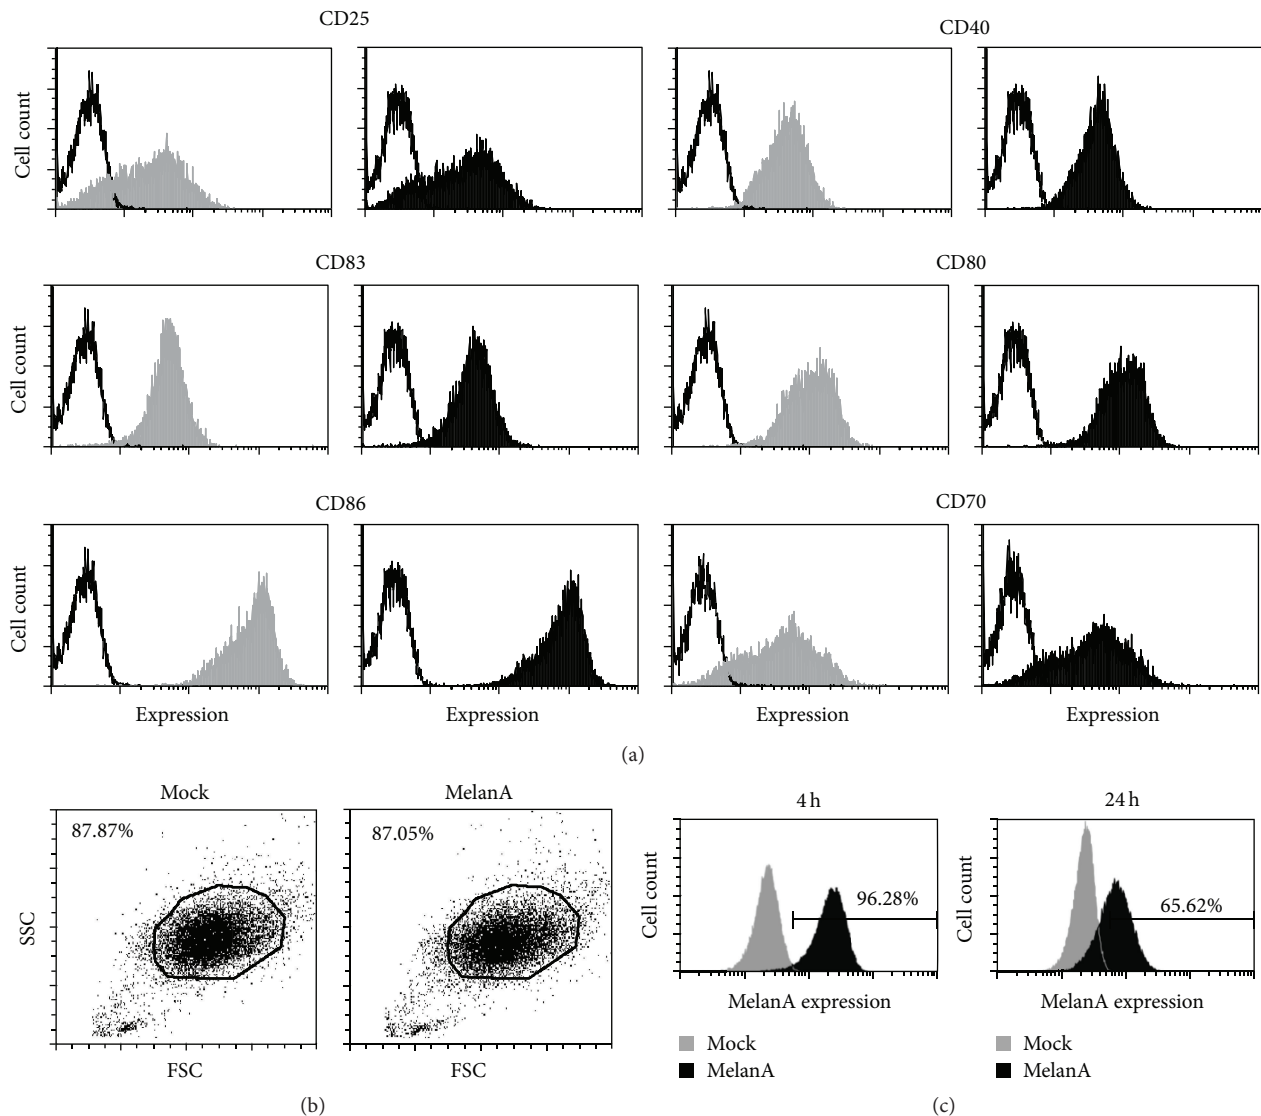 CD25
CD40
Cell count
CD83
CD80
Cell count
CD86
CD70
Cell count
Expression
Expression
Expression
Expression
(a)
Mock
87.87%
SSC
FSC
MelanA
87.05%
FSC
(b)
4 h
Cell count
96.28%
MelanA expression
Mock
MelanA
24 h
Cell count
65.62%
MelanA expression
Mock
MelanA
(c)